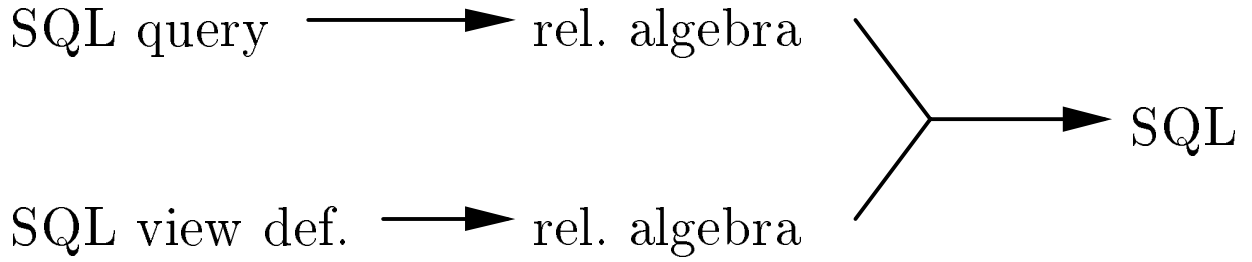 SQL query rel. algebra
SQL
SQL view def. rel. algebra